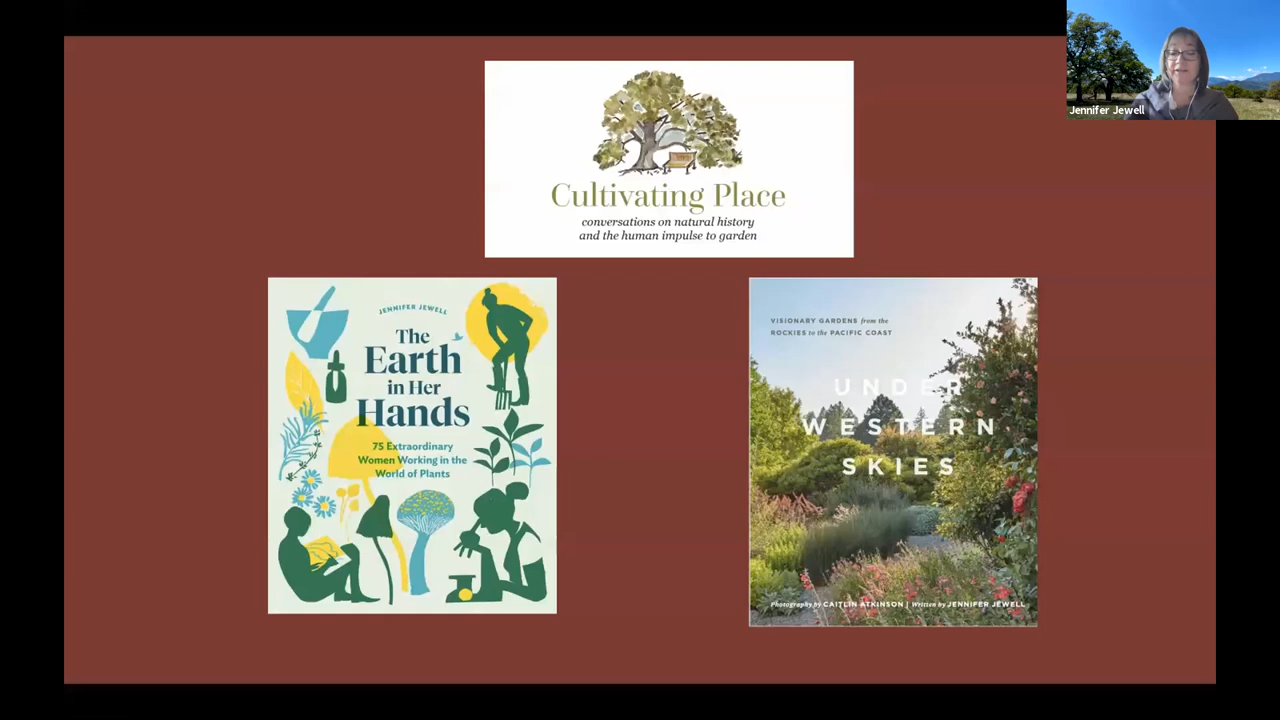 Jennifer Jewell
Cultivating Place
conversations on natural history
and the human impulse to garden
JENNIFER JEWELL
The
Earth
in Her
Hands
75 Extraordinary
Women Working in the
World of Plants
VISIONARY GARDENS from the
ROCKIES to the PACIFIC COAST
UNDER
WESTERN
SKIES
Photography by CAITLIN ATKINSON | Written by JENNIFER JEWELL